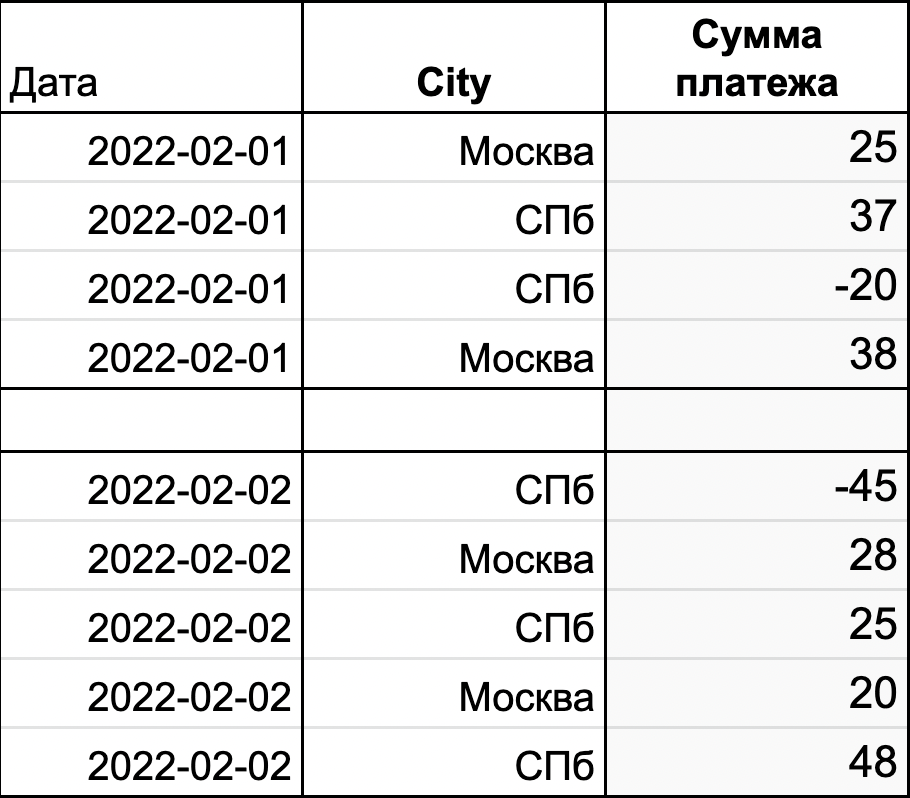 Дата City Сумма платежа
2022-02-01 Москва 25
2022-02-01 СПб 37
2022-02-01 СПб -20
2022-02-01 Москва 38
2022-02-02 СПб -45
2022-02-02 Москва 28
2022-02-02 СПб 25
2022-02-02 Москва 20
2022-02-02 СПб 48